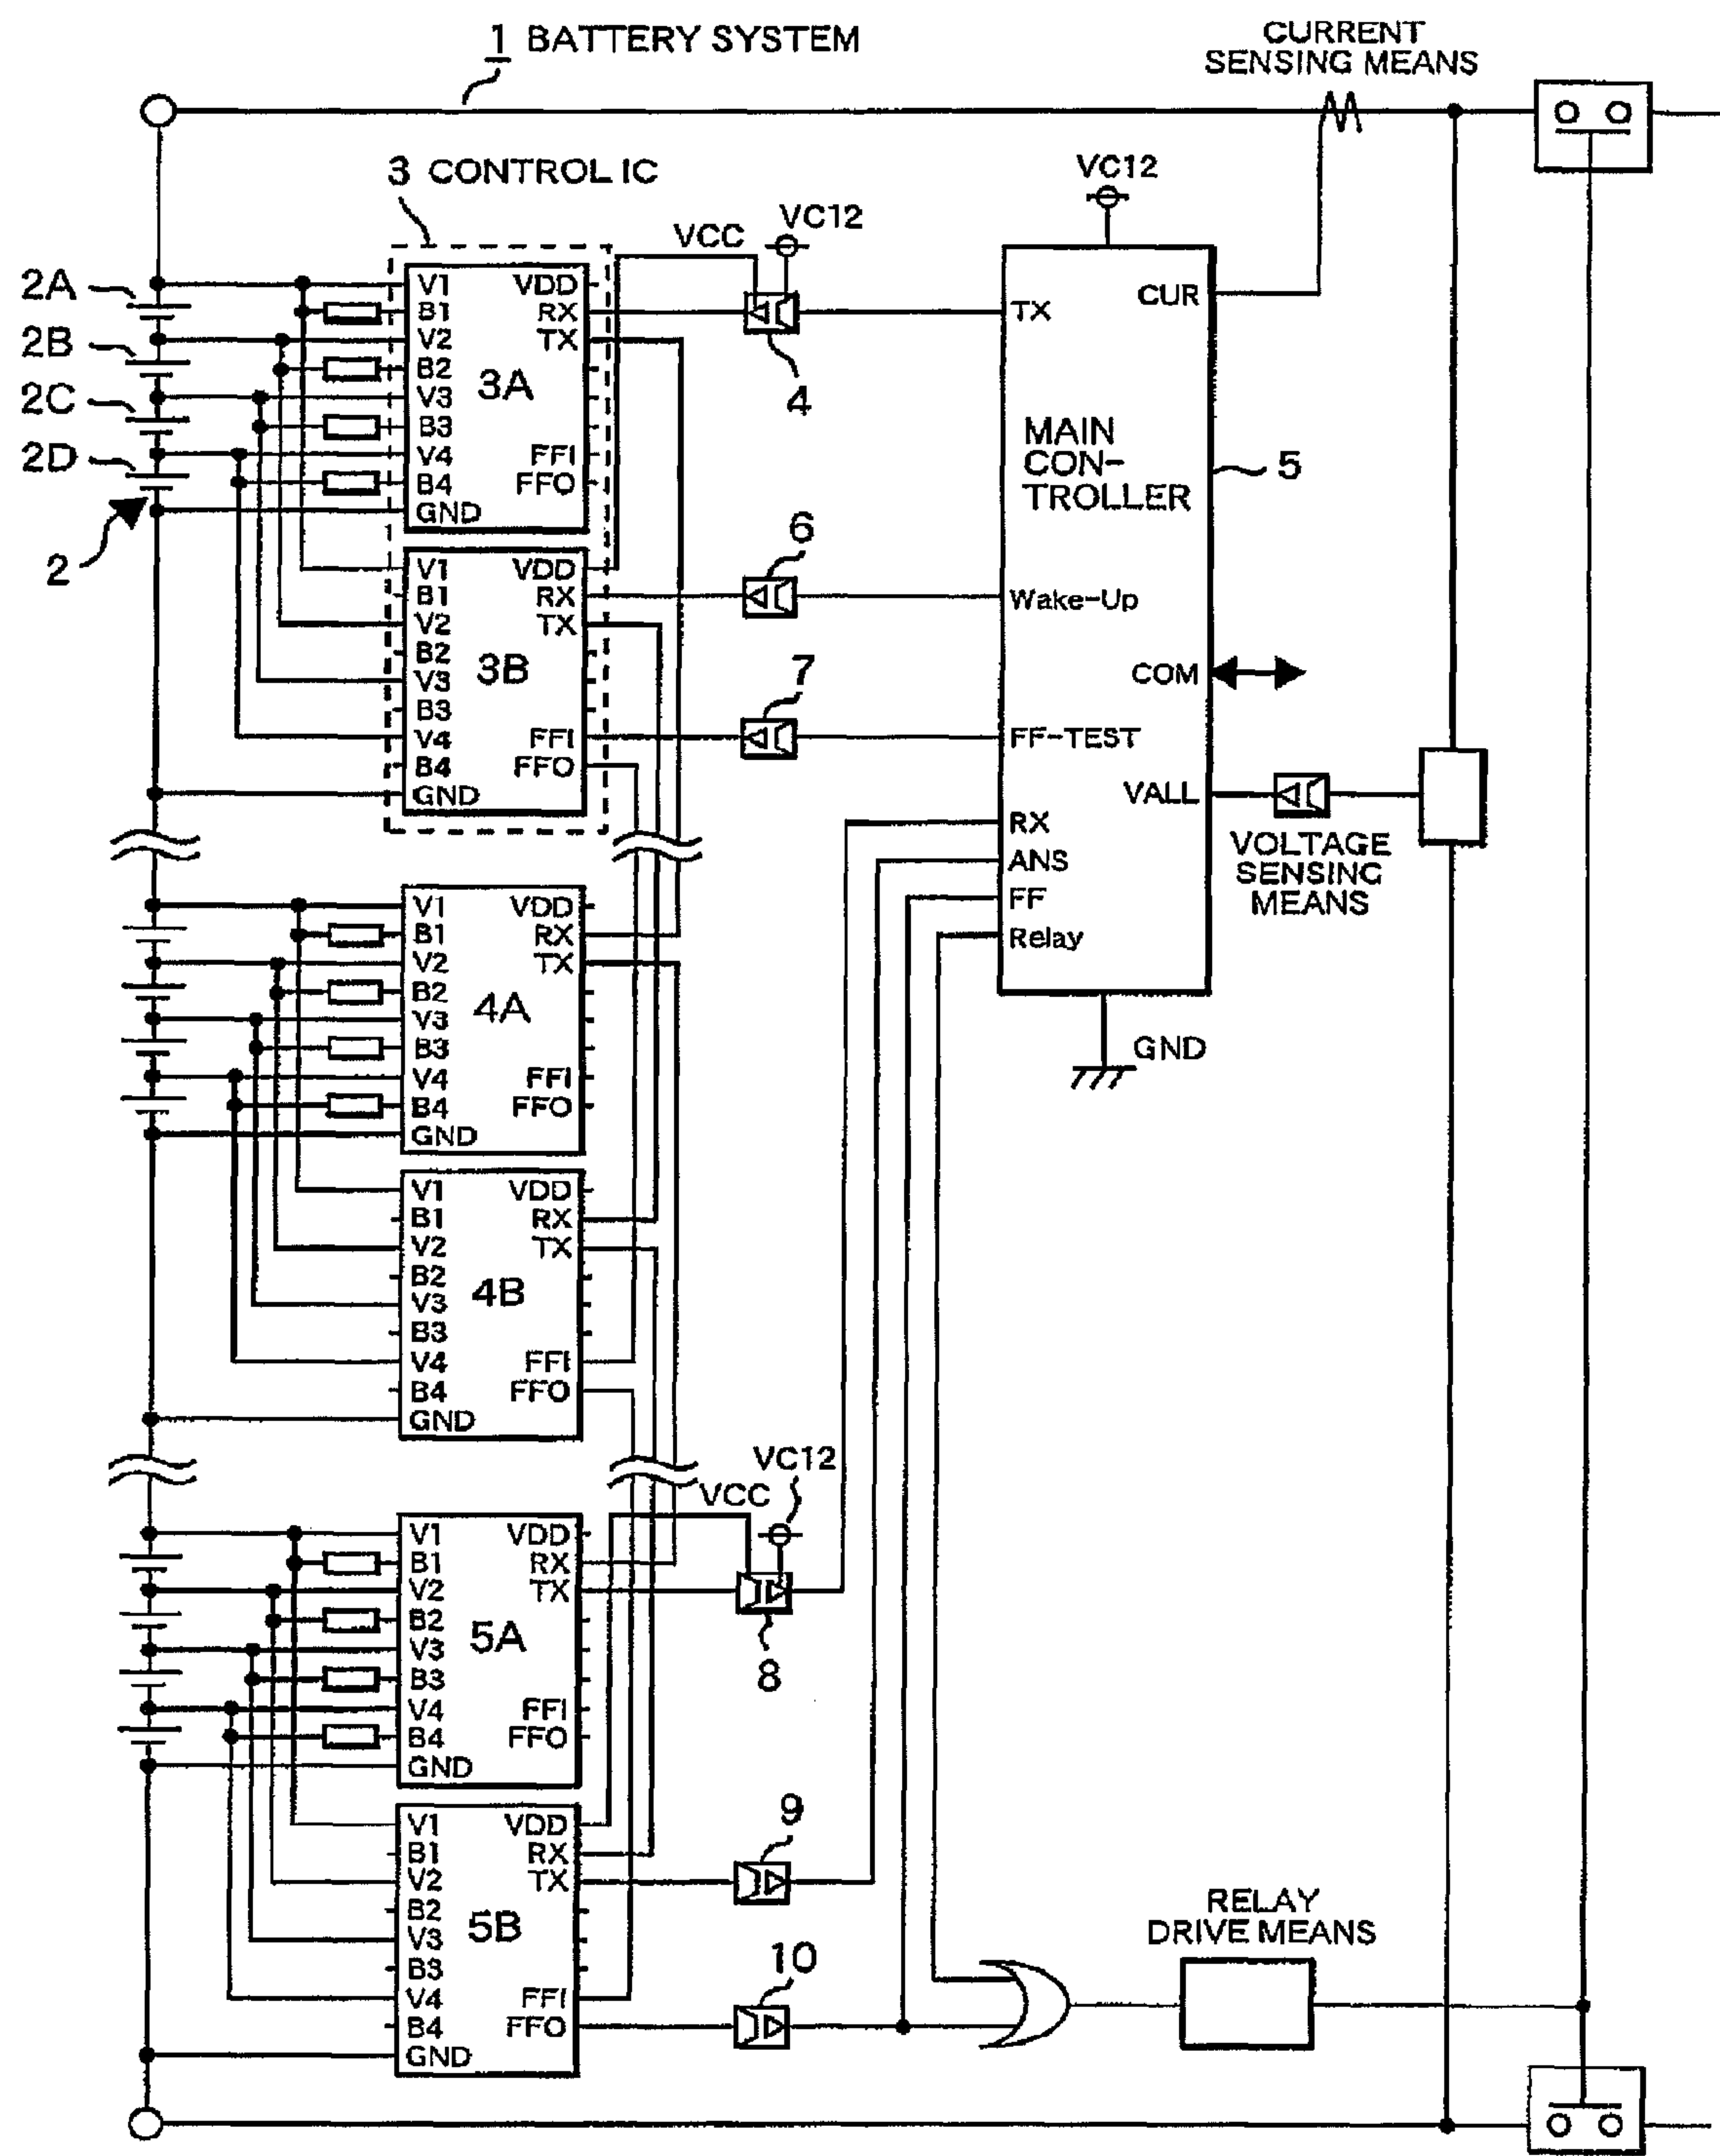 1 BATTERY SYSTEM
CURRENT
SENSING MEANS
3 CONTROL IC
VCC
VC12
VC12
2A
2B
2C
2D
2
V1 VDD
B1 RX
V2 TX
B2
V3
B3
V4 FFI
B4 FFO
GND
3A
4
V1 VDD
B1 RX
V2 TX
B2
V3
B3
V4 FFI
B4 FFO
GND
3B
6
7
TX
CUR
MAIN
CON-
TROLLER
5
Wake-Up
COM
FF-TEST
VALL
RX
ANS
FF
Relay
GND
VOLTAGE
SENSING
MEANS
V1 VDD
B1 RX
V2 TX
B2
V3
B3
V4 FFI
B4 FFO
GND
4A
V1 VDD
B1 RX
V2 TX
B2
V3
B3
V4 FFI
B4 FFO
GND
4B
VCC
VC12
V1 VDD
B1 RX
V2 TX
B2
V3
B3
V4 FFI
B4 FFO
GND
5A
8
V1 VDD
B1 RX
V2 TX
B2
V3
B3
V4 FFI
B4 FFO
GND
5B
9
10
RELAY
DRIVE MEANS